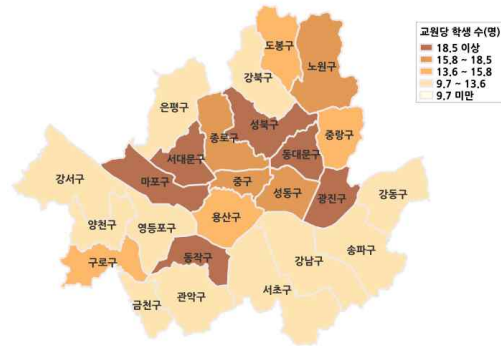 교원당 학생 수(명)
18.5 이상
15.8 ~ 18.5
13.6 ~ 15.8
9.7 ~ 13.6
9.7 미만
도봉구
노원구
강북구
은평구
성북구
종로구
중랑구
서대문구
동대문구
강서구
마포구
중구
성동구
광진구
강동구
양천구
영등포구
용산구
송파구
구로구
동작구
강남구
금천구
관악구
서초구